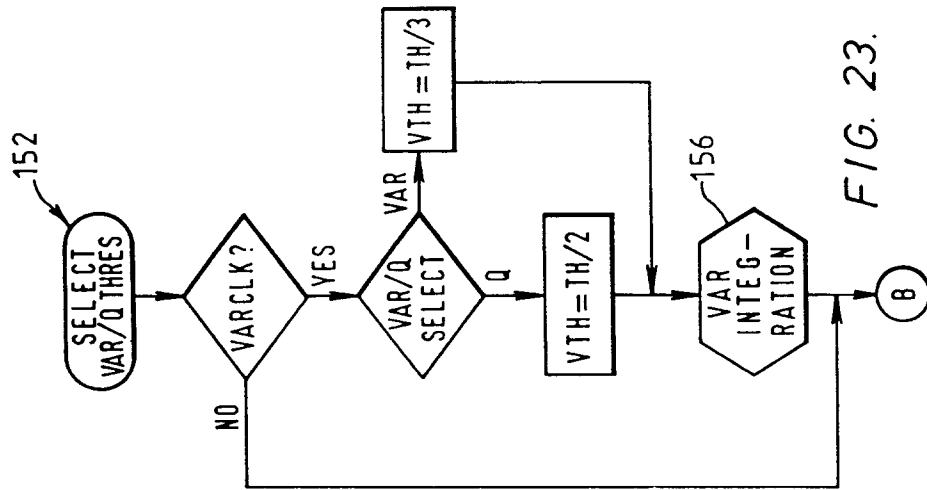 152
SELECT
VAR/QTHRES
VARCLK?
NO
YES
VAR/Q
SELECT
VAR
VTH=TH/3
Q
VTH=TH/2
156
VAR
INTEG-
RATION
B
FIG. 23.